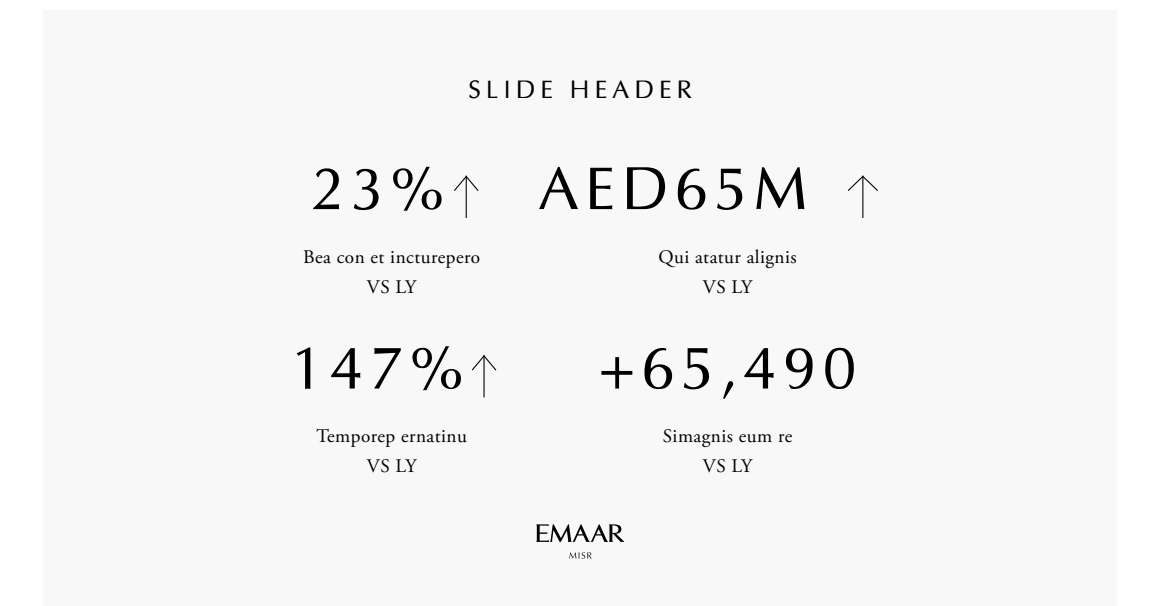 SLIDE HEADER
23%↑ AED65M ↑
Bea con et incturepero
VS LY
Qui atatur alignis
VS LY
147%↑ +65,490
Temporep ernatinu
VS LY
Simagnis eum re
VS LY
EMAAR
MISR